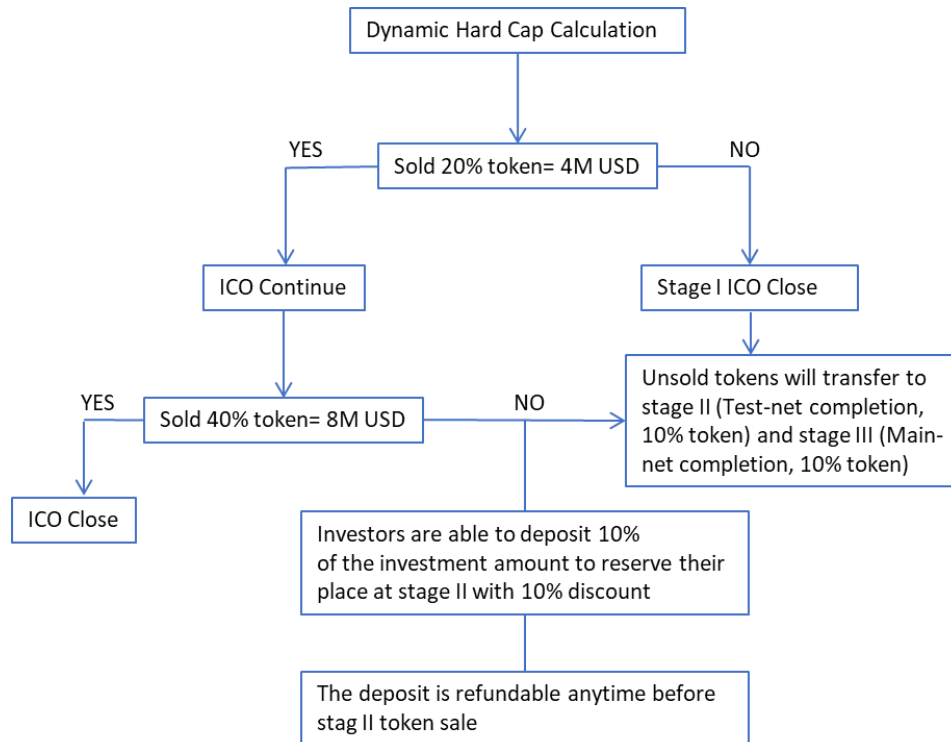 Dynamic Hard Cap Calculation
YES
NO
Sold 20% token= 4M USD
ICO Continue
Stage I ICO Close
Unsold tokens will transfer to
stage II (Test-net completion,
10% token) and stage III (Main-
net completion, 10% token)
YES
NO
Sold 40% token= 8M USD
ICO Close
Investors are able to deposit 10%
of the investment amount to reserve their
place at stage II with 10% discount
The deposit is refundable anytime before
stag II token sale